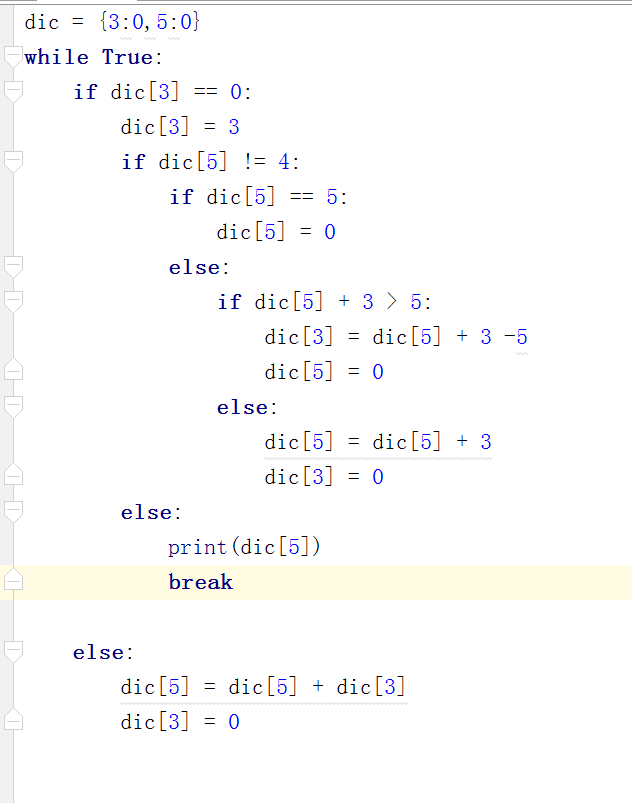 dic = {3:0,5:0}
while True:
    if dic[3] == 0:
        dic[3] = 3
        if dic[5] != 4:
            if dic[5] == 5:
                dic[5] = 0
            else:
                if dic[5] + 3 > 5:
                    dic[3] = dic[5] + 3 -5
                    dic[5] = 0
                else:
                    dic[5] = dic[5] + 3
                    dic[3] = 0
        else:
            print(dic[5])
            break
    else:
        dic[5] = dic[5] + dic[3]
        dic[3] = 0